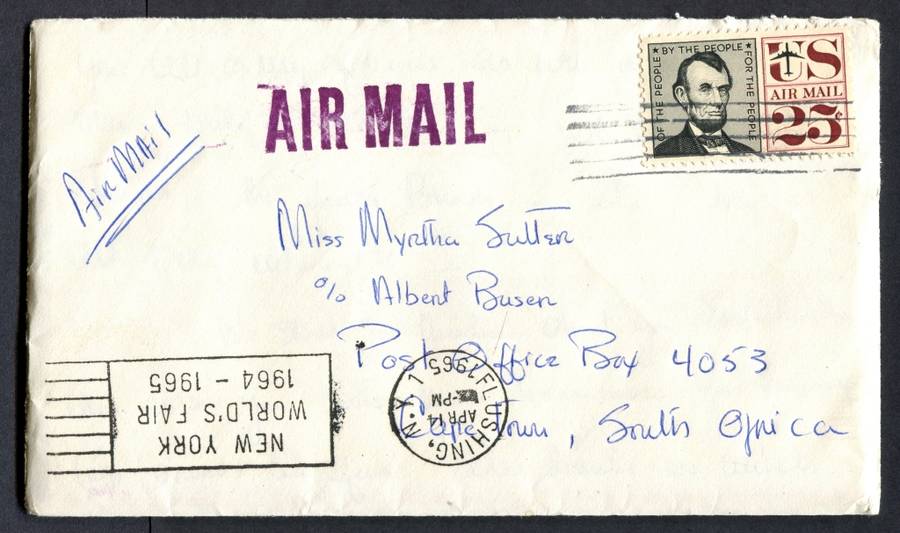 AIR MAIL
Air Mail
OF THE PEOPLE ★ BY THE PEOPLE ★ FOR THE PEOPLE
US
AIR MAIL
25¢
Miss Myrtha Sutter
c/o Albert Buser
Post Office Box 4053
Cape Town, South Africa
NEW YORK
WORLD'S FAIR
1964 - 1965
FLUSHING, N.Y. 1
APR 14
PM
1965